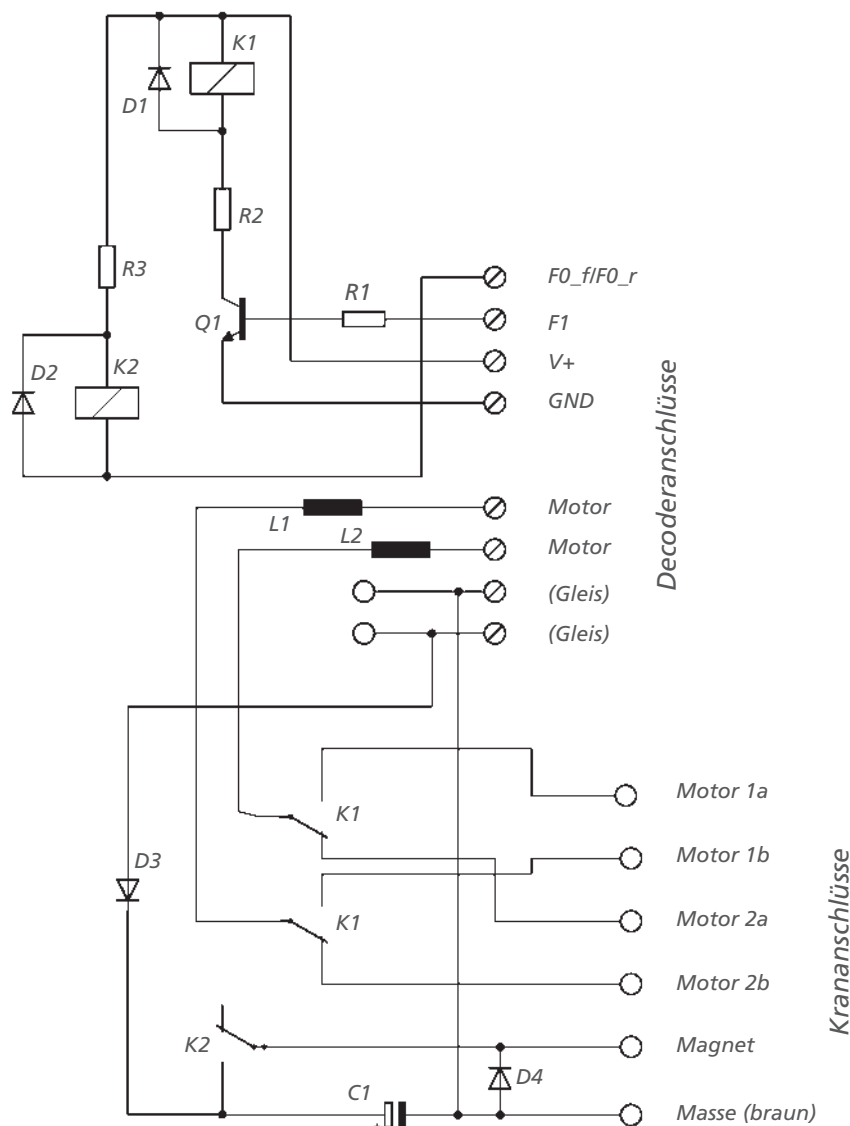 K1
D1
R2
R3
F0_f/F0_r
R1
Q1
F1
V+
D2
K2
GND
Decoderanschlüsse
L1
Motor
L2
Motor
(Gleis)
(Gleis)
K1
Motor 1a
D3
Motor 1b
K1
Motor 2a
Motor 2b
Krananschlüsse
K2
Magnet
D4
C1
+
Masse (braun)